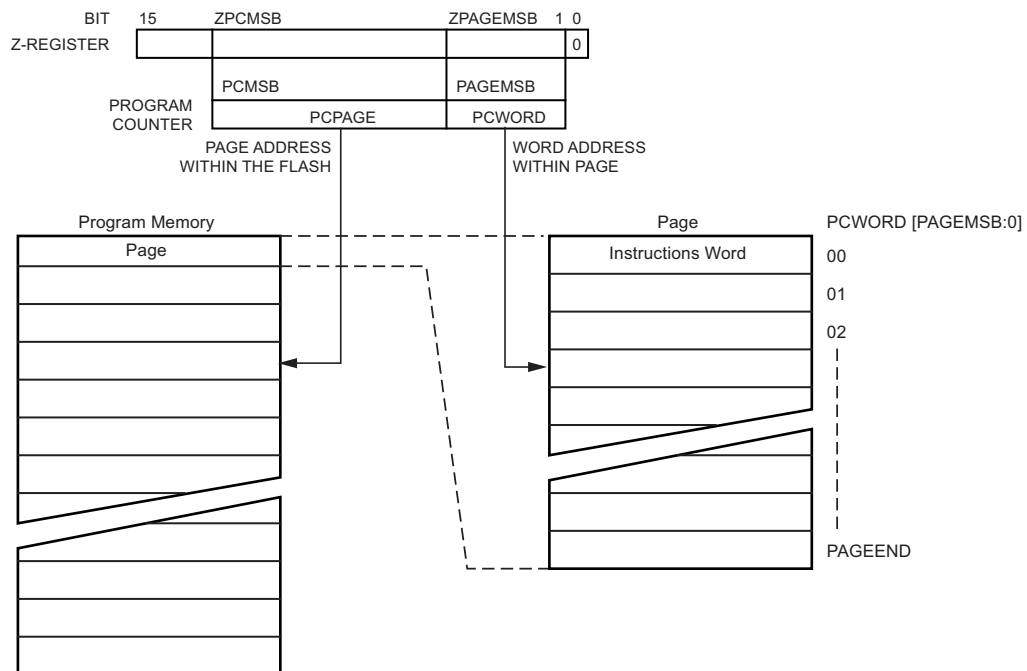 BIT 15 ZPCMSB ZPAGEMSB 1 0
Z-REGISTER 0
PCMSB PAGEMSB
PROGRAM
COUNTER
PCPAGE PCWORD
PAGE ADDRESS
WITHIN THE FLASH
WORD ADDRESS
WITHIN PAGE
Program Memory
Page
Page
Instructions Word
PCWORD [PAGEMSB:0]
00
01
02
PAGEEND